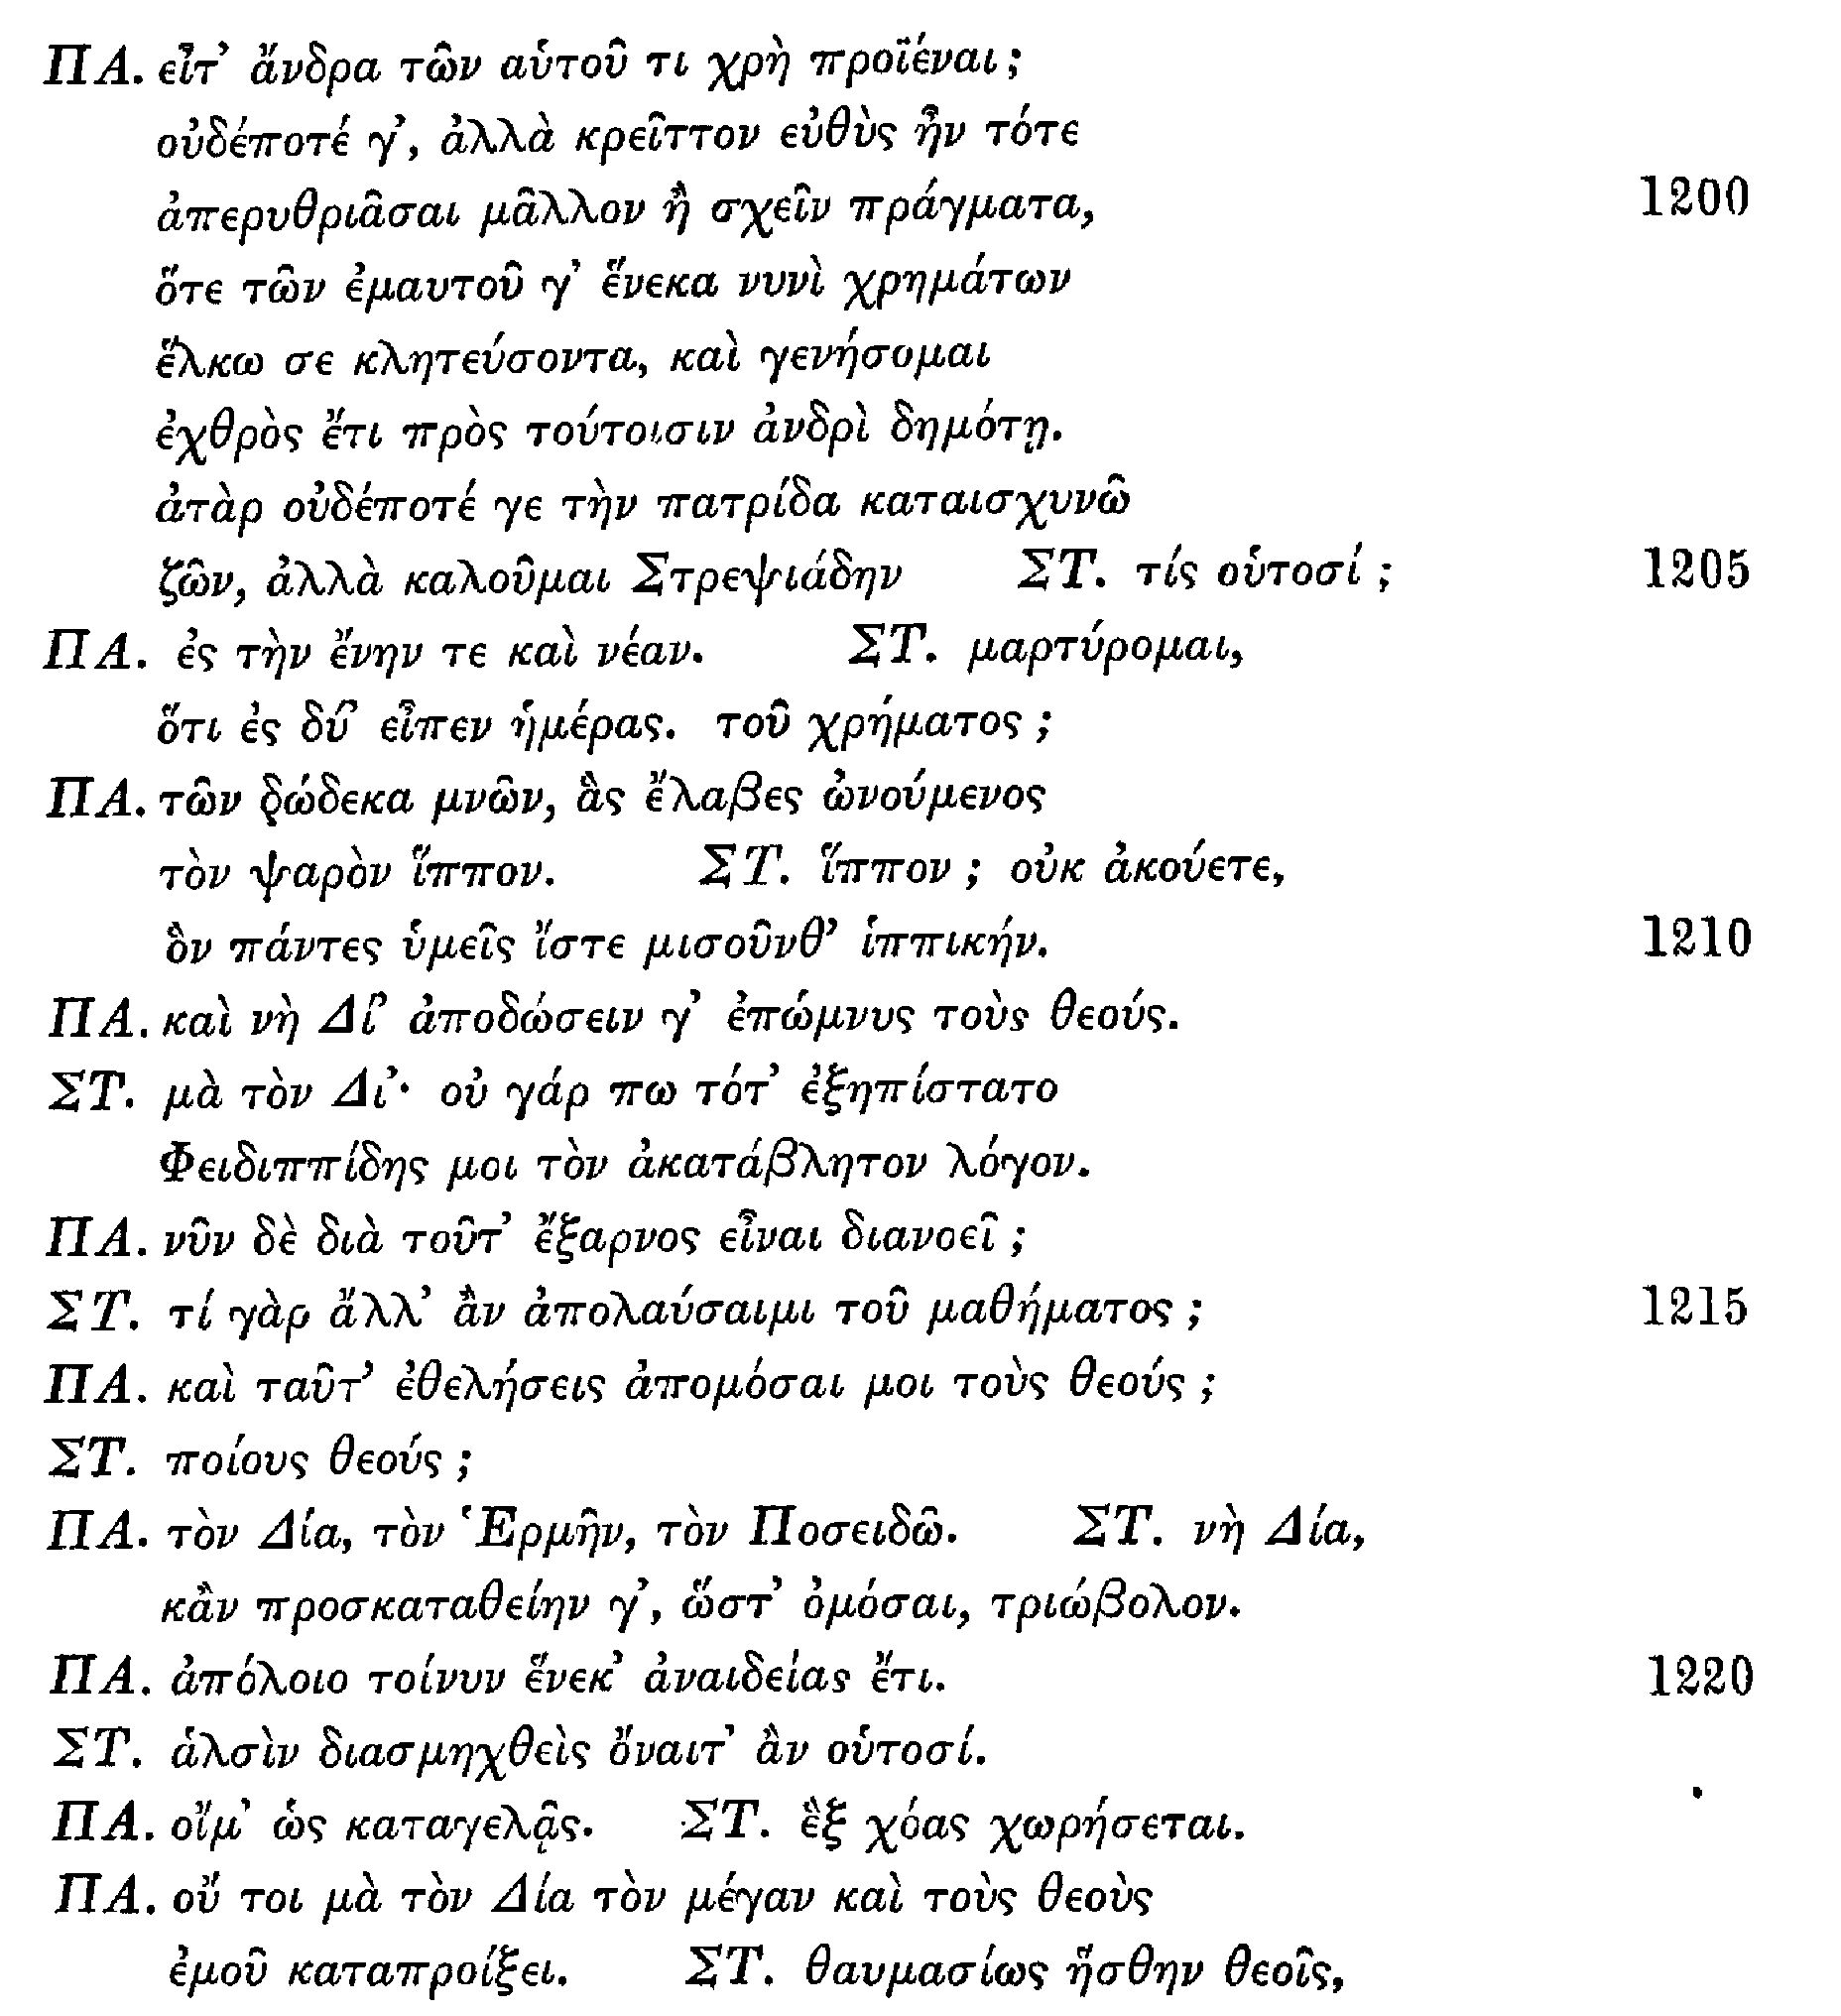 ΠΑ. εἶτ’ ἄνδρα τῶν αὑτοῦ τι χρὴ προϊέναι;
οὐδέποτέ γ’, ἀλλὰ κρεῖττον εὐθὺς ἦν τότε
ἀπερυθριᾶσαι μᾶλλον ἢ σχεῖν πράγματα, 1200
ὅτε τῶν ἐμαυτοῦ γ’ ἕνεκα νυνὶ χρημάτων
ἕλκω σε κλητεύσοντα, καὶ γενήσομαι
ἐχθρὸς ἔτι πρὸς τούτοισιν ἀνδρὶ δημότῃ.
ἀτὰρ οὐδέποτέ γε τὴν πατρίδα καταισχυνῶ
ζῶν, ἀλλὰ καλοῦμαι Στρεψιάδην ΣΤ. τίς οὑτοσί; 1205
ΠΑ. ἐς τὴν ἕνην τε καὶ νέαν. ΣΤ. μαρτύρομαι,
ὅτι ἐς δύ’ εἶπεν ἡμέρας. τοῦ χρήματος;
ΠΑ. τῶν δώδεκα μνῶν, ἃς ἔλαβες ὠνούμενος
τὸν ψαρὸν ἵππον. ΣΤ. ἵππον; οὐκ ἀκούετε,
ὃν πάντες ὑμεῖς ἴστε μισοῦνθ’ ἱππικήν. 1210
ΠΑ. καὶ νὴ Δί’ ἀποδώσειν γ’ ἐπώμνυς τοὺς θεούς.
ΣΤ. μὰ τὸν Δί’· οὐ γάρ πω τότ’ ἐξηπίστατο
Φειδιππίδης μοι τὸν ἀκατάβλητον λόγον.
ΠΑ. νῦν δὲ διὰ τοῦτ’ ἔξαρνος εἶναι διανοεῖ;
ΣΤ. τί γὰρ ἄλλ’ ἂν ἀπολαύσαιμι τοῦ μαθήματος; 1215
ΠΑ. καὶ ταῦτ’ ἐθελήσεις ἀπομόσαι μοι τοὺς θεούς;
ΣΤ. ποίους θεούς;
ΠΑ. τὸν Δία, τὸν Ἑρμῆν, τὸν Ποσειδῶ. ΣΤ. νὴ Δία,
κἂν προσκαταθείην γ’, ὥστ’ ὀμόσαι, τριώβολον.
ΠΑ. ἀπόλοιο τοίνυν ἕνεκ’ ἀναιδείας ἔτι. 1220
ΣΤ. ἁλσὶν διασμηχθεὶς ὄναιτ’ ἂν οὑτοσί.
ΠΑ. οἴμ’ ὡς καταγελᾷς. ΣΤ. ἓξ χόας χωρήσεται.
ΠΑ. οὔ τοι μὰ τὸν Δία τὸν μέγαν καὶ τοὺς θεοὺς
ἐμοῦ καταπροίξει. ΣΤ. θαυμασίως ἥσθην θεοῖς,